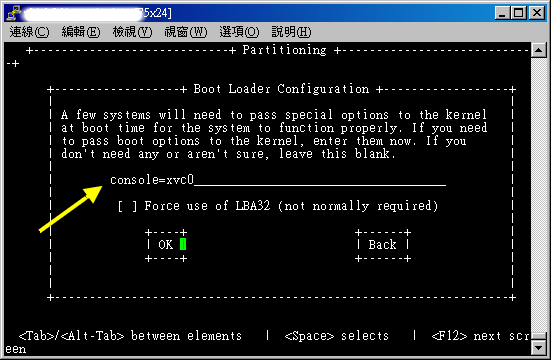 75x24]
連線(C) 編輯(E) 檢視(V) 視窗(W) 選項(O) 說明(H)
Partitioning
Boot Loader Configuration
A few systems will need to pass special options to the kernel
at boot time for the system to function properly. If you need
to pass boot options to the kernel, enter them now. If you
don't need any or aren't sure, leave this blank.
console=xvc0
[ ] Force use of LBA32 (not normally required)
OK
Back
<Tab>/<Alt-Tab> between elements | <Space> selects | <F12> next scr
een